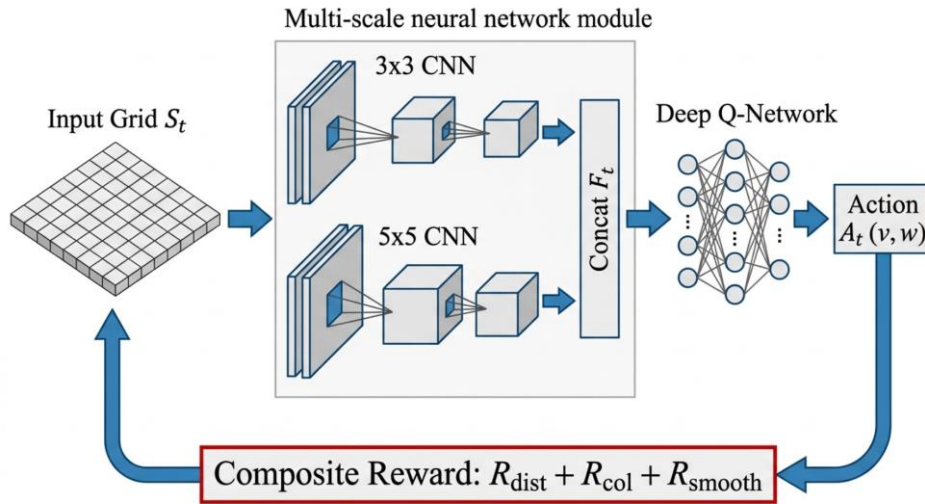 Multi-scale neural network module
Input Grid S_t
3x3 CNN
5x5 CNN
Concat F_t
Deep Q-Network
Action
A_t (v, w)
Composite Reward: R_dist + R_col + R_smooth